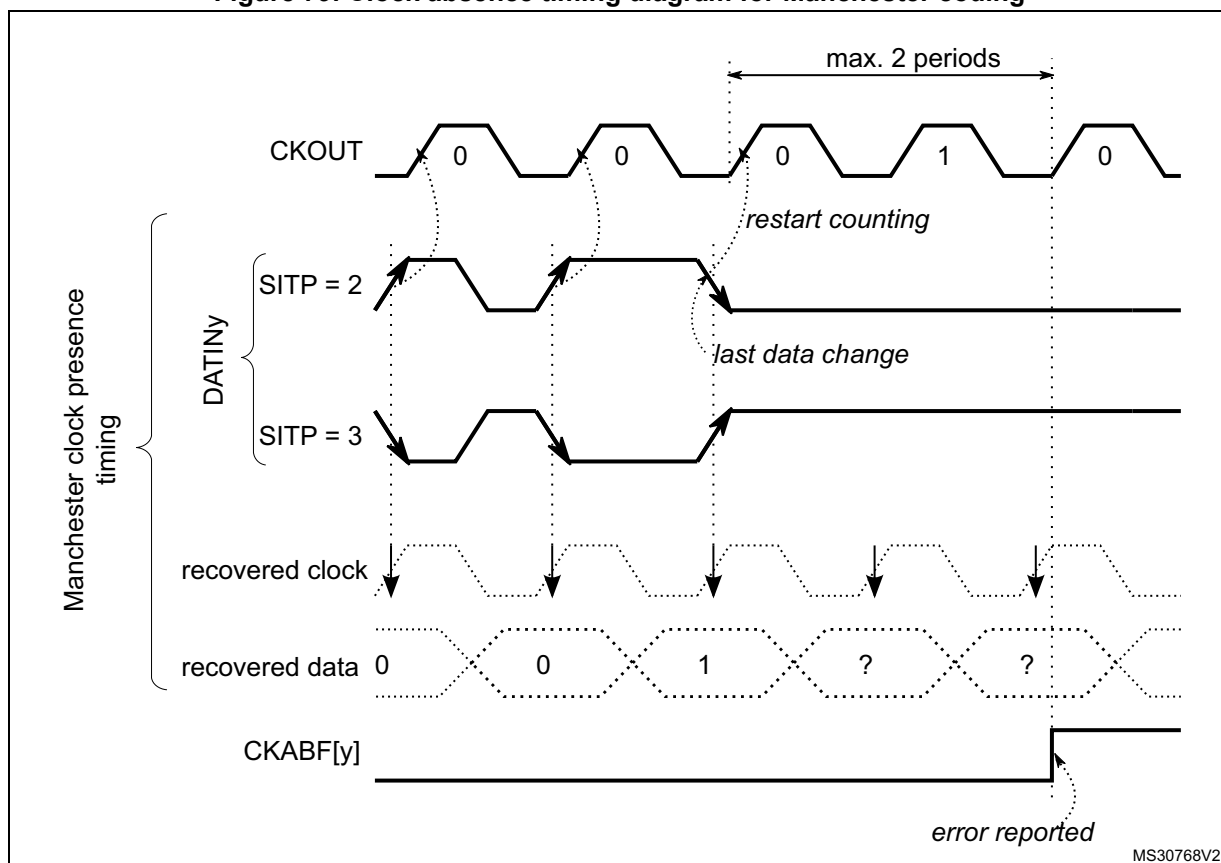 max. 2 periods
CKOUT
0
0
0
1
0
restart counting
Manchester clock presence
timing
DATINy
SITP = 2
last data change
SITP = 3
recovered clock
recovered data
0
0
1
?
?
CKABF[y]
error reported
MS30768V2